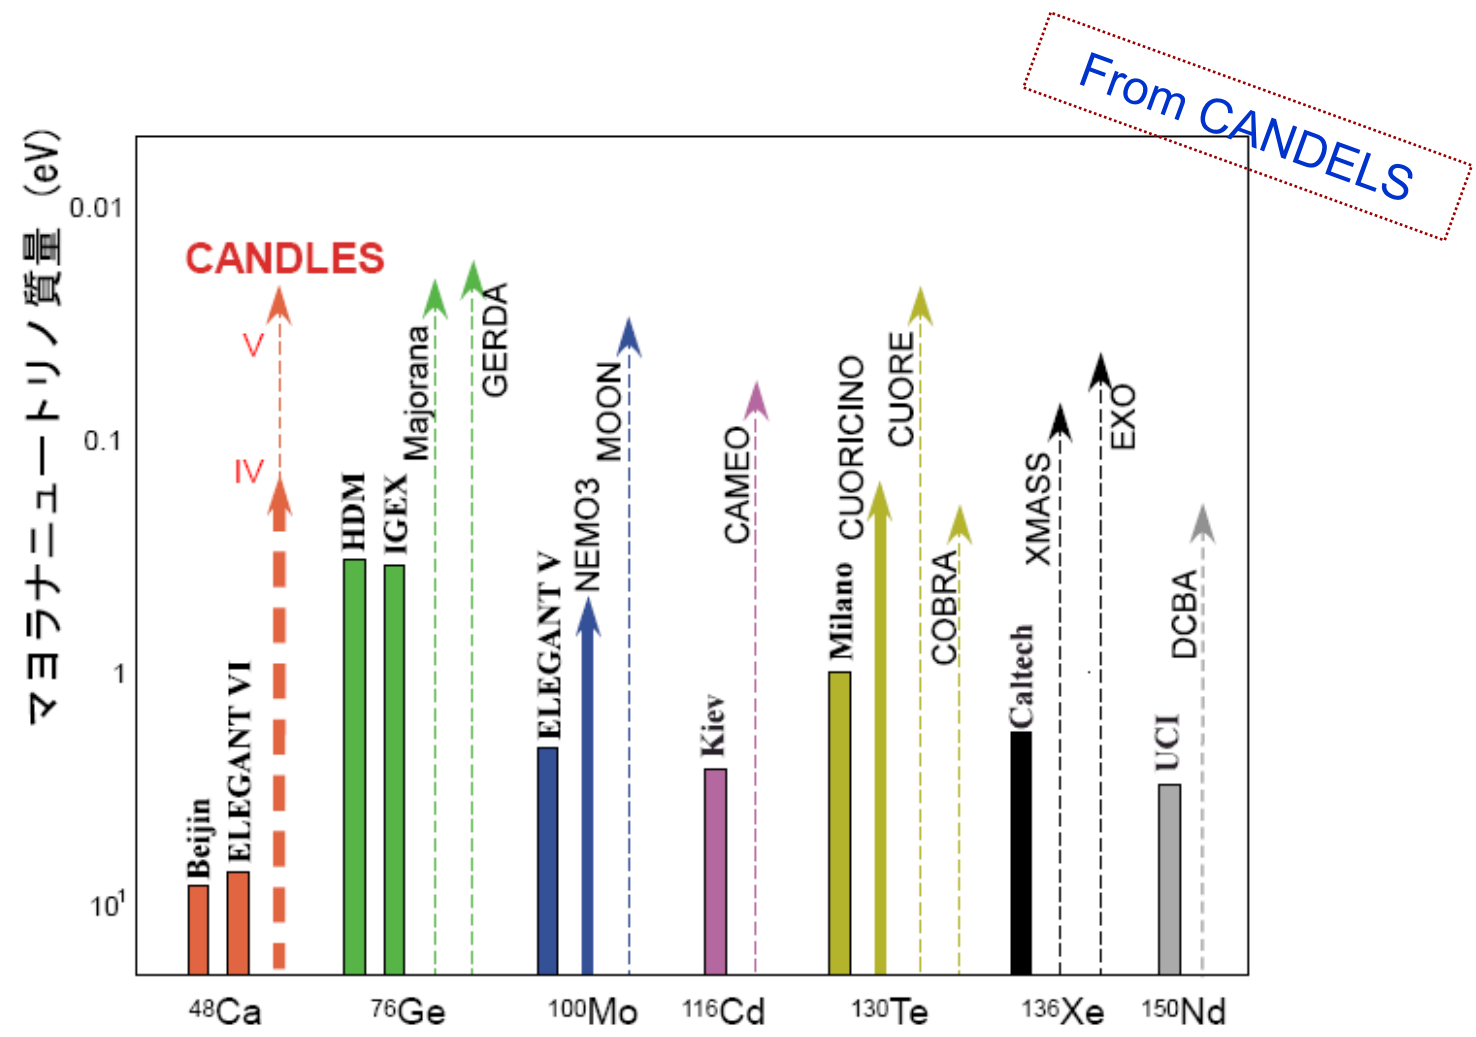 From CANDELS
マヨラナニュートリノ質量 (eV)
0.01
0.1
1
10¹
CANDLES
V
IV
Beijin
ELEGANT VI
HDM
IGEX
Majorana
GERDA
ELEGANT V
NEMO3
MOON
Kiev
CAMEO
Milano
CUORICINO
CUORE
COBRA
Caltech
XMASS
EXO
UCI
DCBA
⁴⁸Ca
⁷⁶Ge
¹⁰⁰Mo
¹¹⁶Cd
¹³⁰Te
¹³⁶Xe
¹⁵⁰Nd